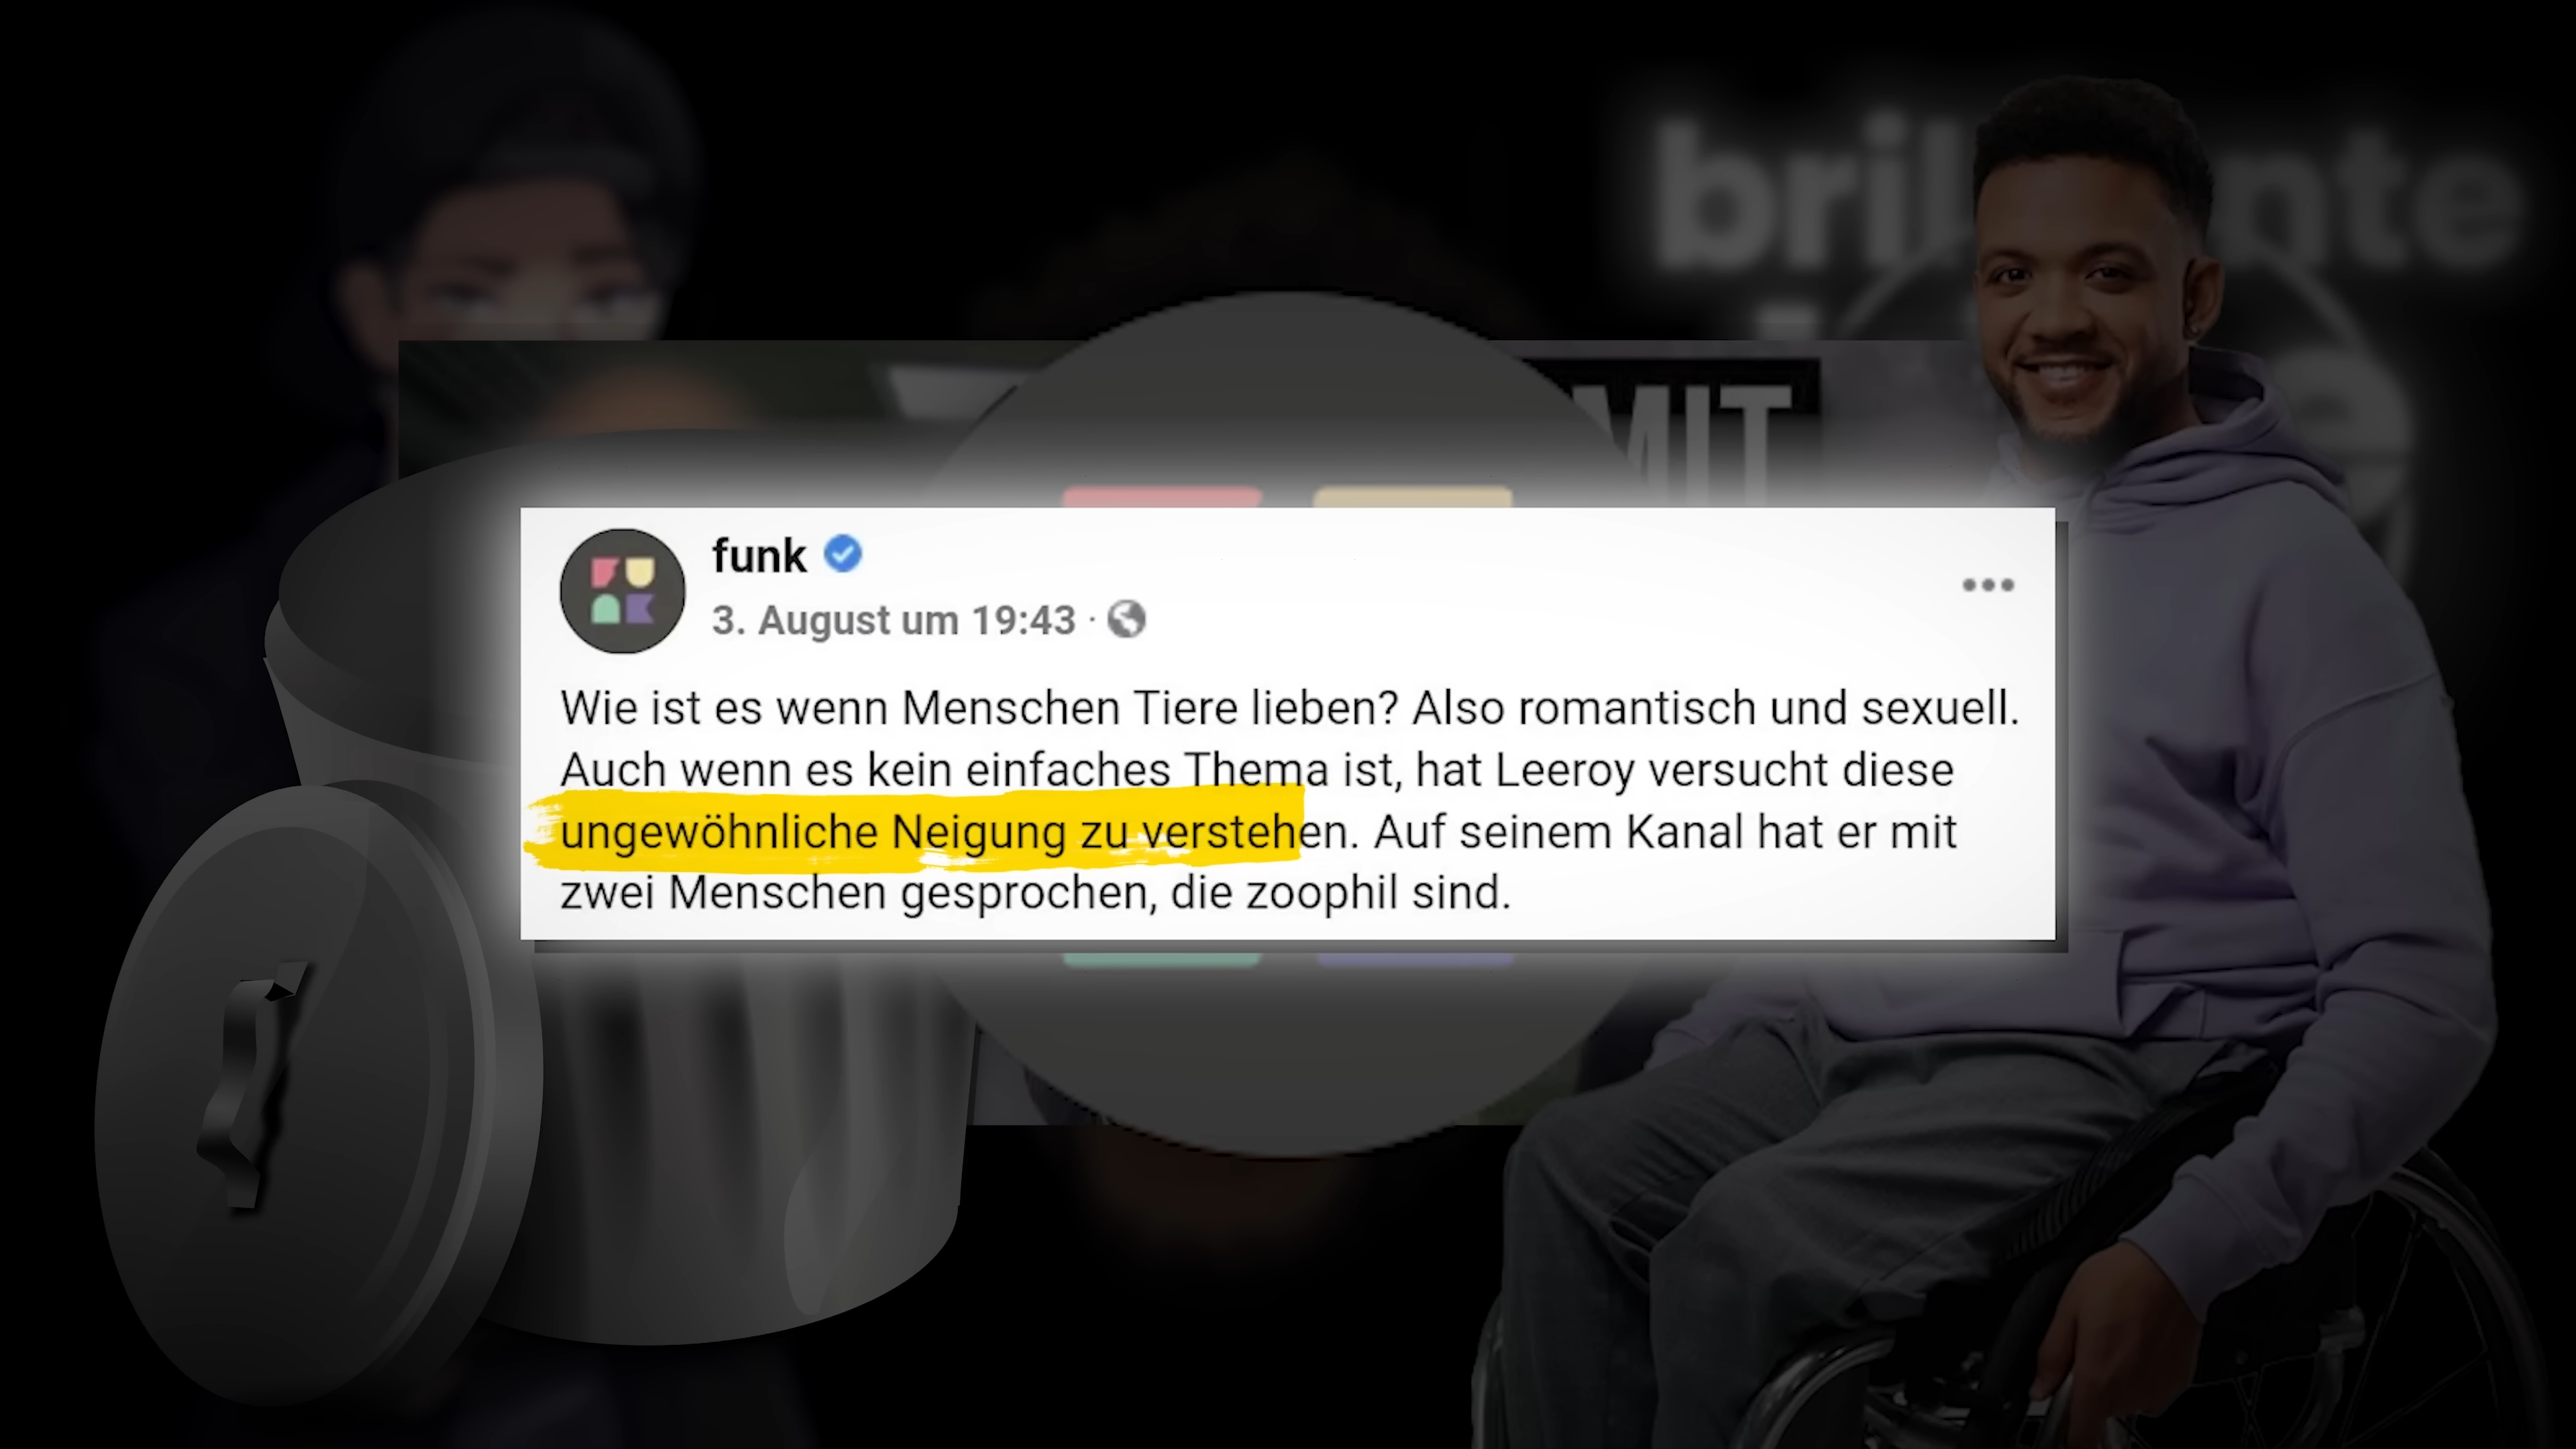 MIT
funk
3. August um 19:43 ·
Wie ist es wenn Menschen Tiere lieben? Also romantisch und sexuell.
Auch wenn es kein einfaches Thema ist, hat Leeroy versucht diese
ungewöhnliche Neigung zu verstehen. Auf seinem Kanal hat er mit
zwei Menschen gesprochen, die zoophil sind.